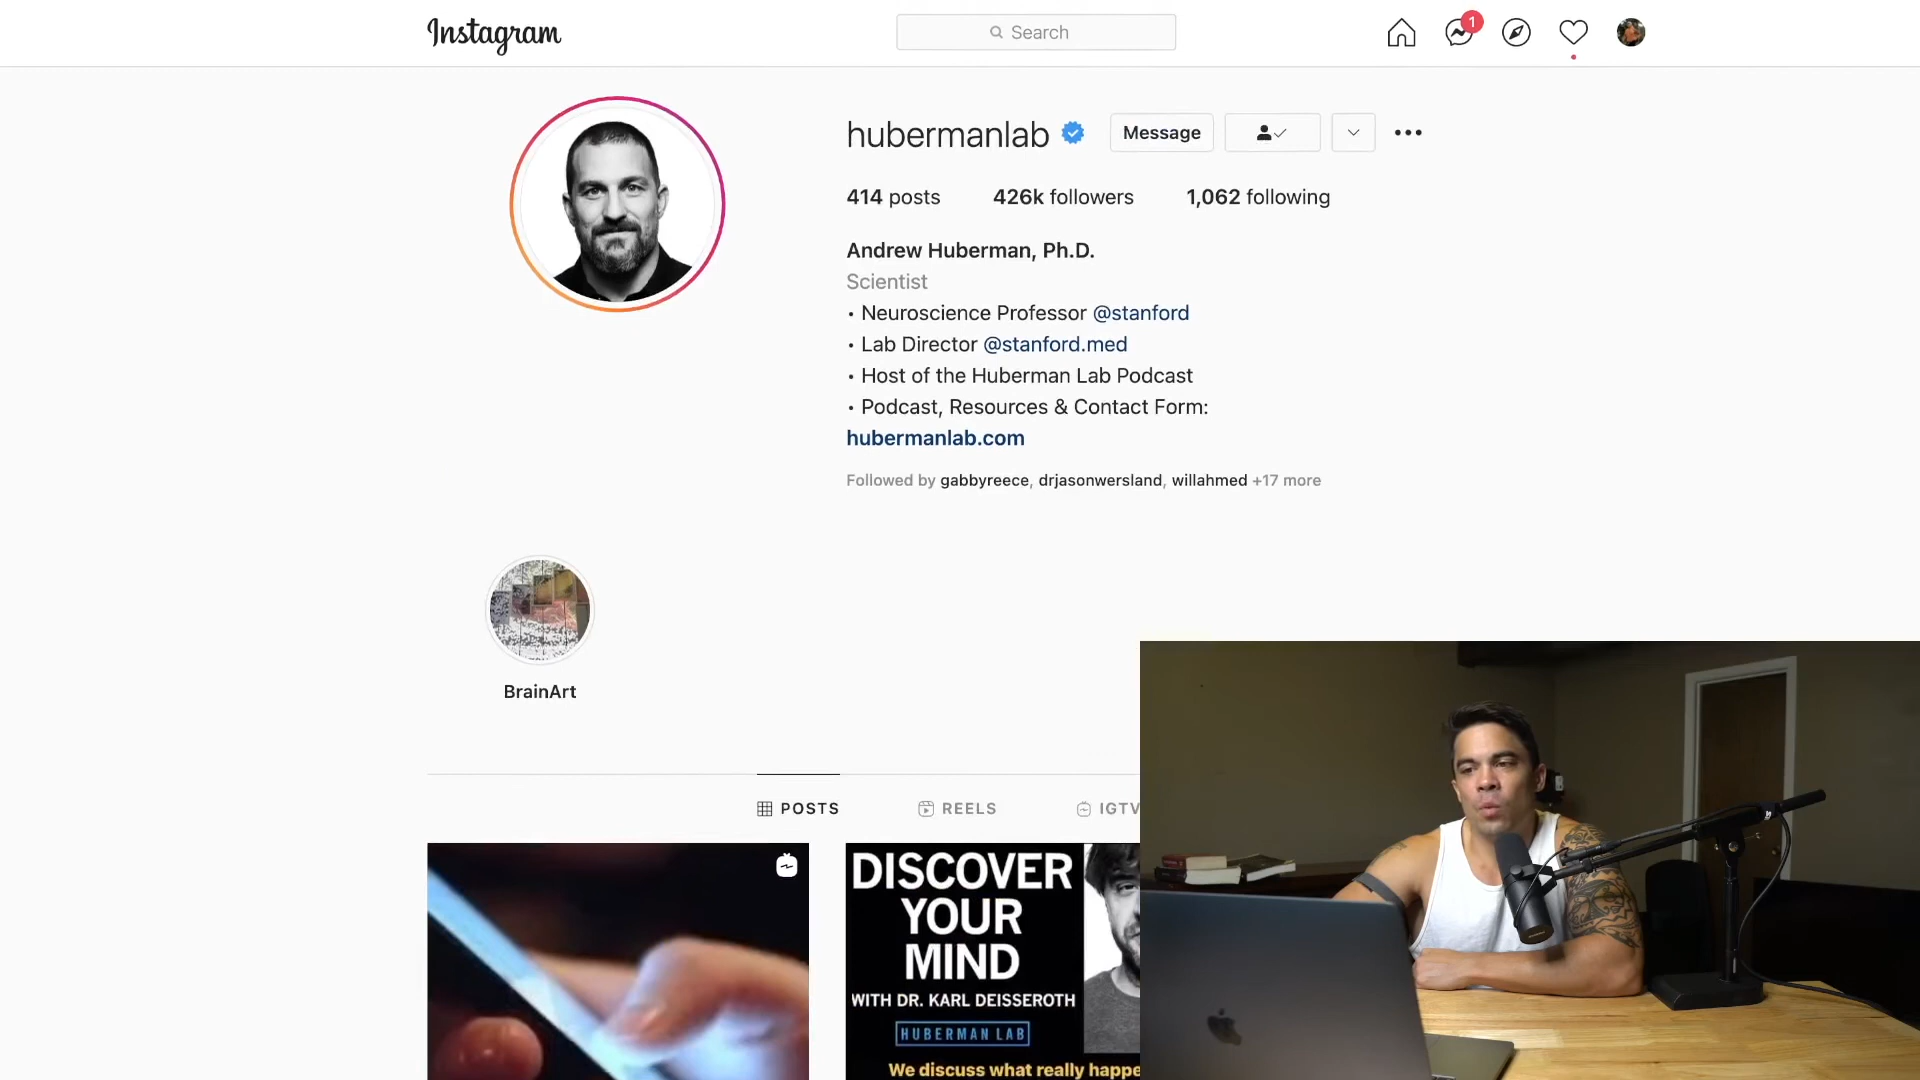 Instagram
Search
1
hubermanlab
Message
414 posts 426k followers 1,062 following
Andrew Huberman, Ph.D.
Scientist
• Neuroscience Professor @stanford
• Lab Director @stanford.med
• Host of the Huberman Lab Podcast
• Podcast, Resources & Contact Form:
hubermanlab.com
Followed by gabbyreece, drjasonwersland, willahmed +17 more
BrainArt
POSTS REELS IGTV
DISCOVER
YOUR
MIND
WITH DR. KARL DEISSEROTH
HUBERMAN LAB
We discuss what really happe